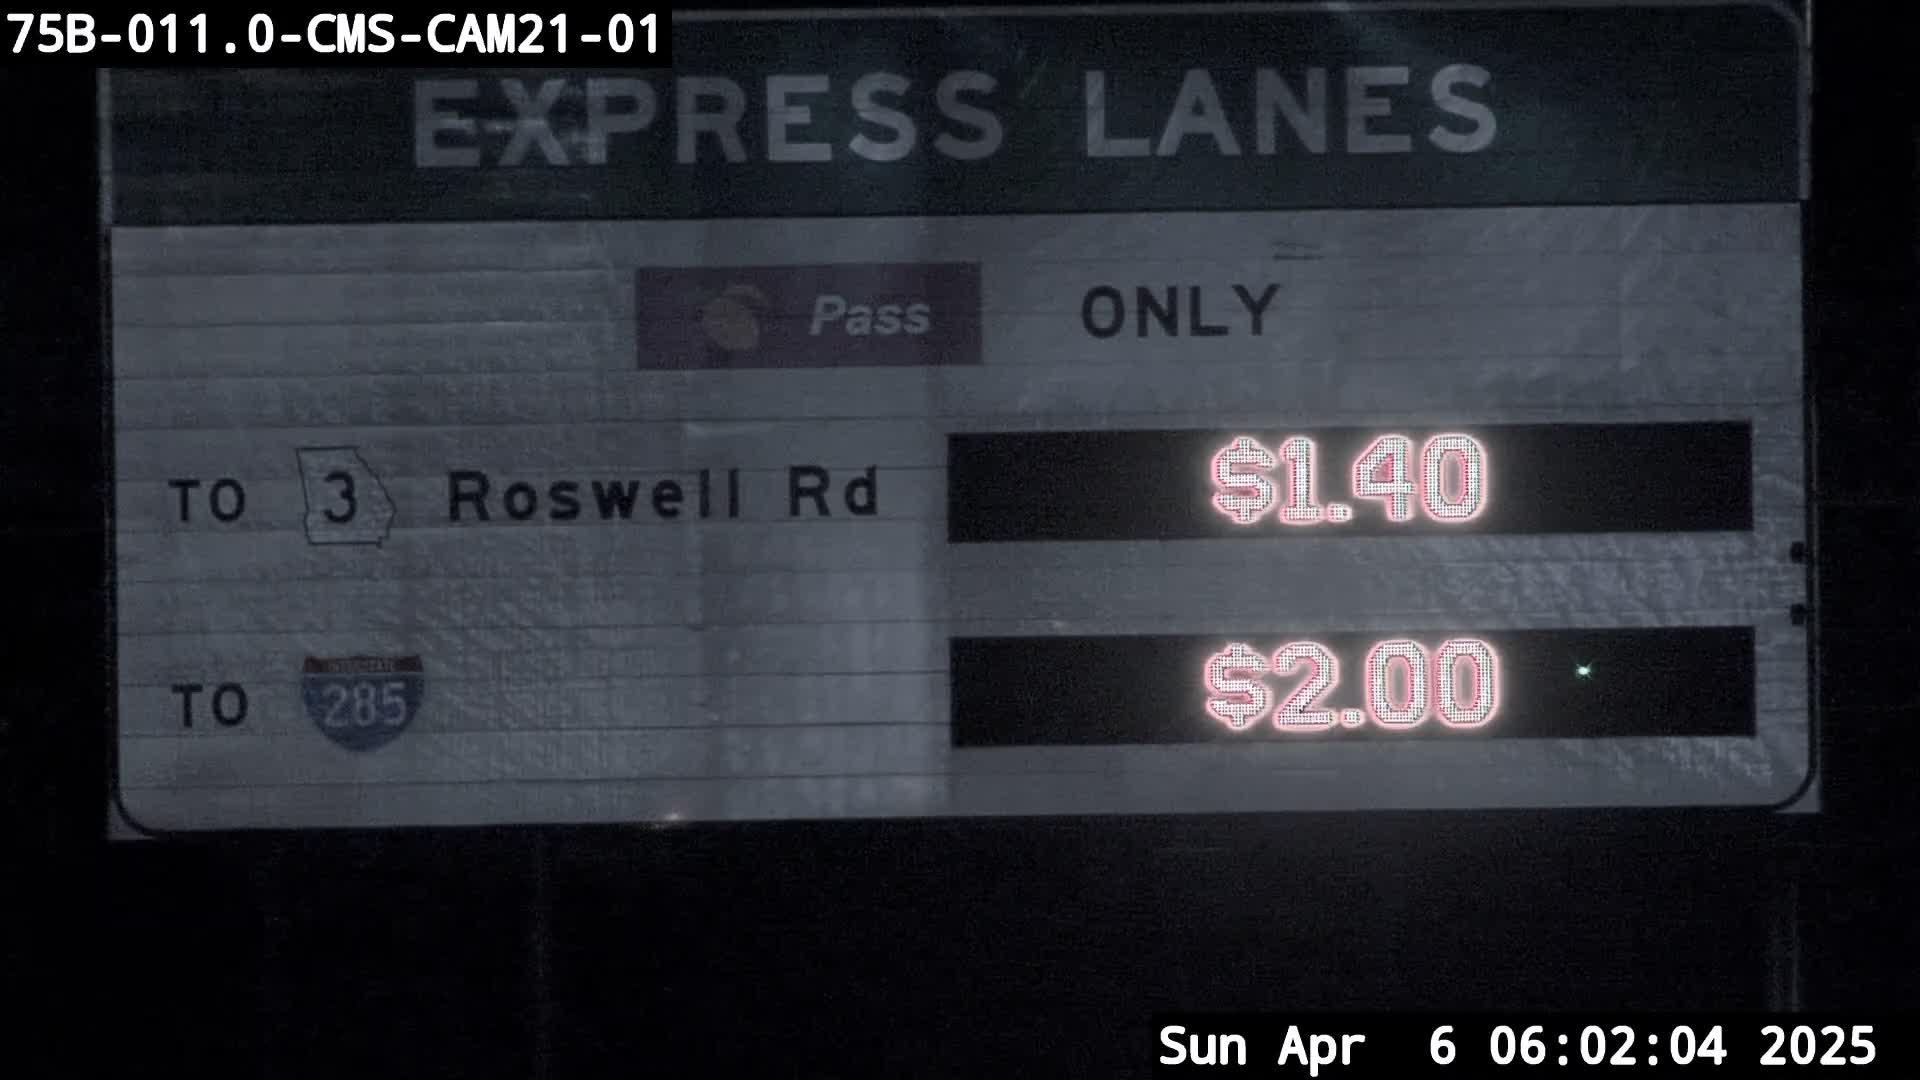 75B-011.0-CMS-CAM21-01
EXPRESS LANES
Pass ONLY
TO 3 Roswell Rd $1.40
INTERSTATE
TO 285 $2.00
Sun Apr 6 06:02:04 2025